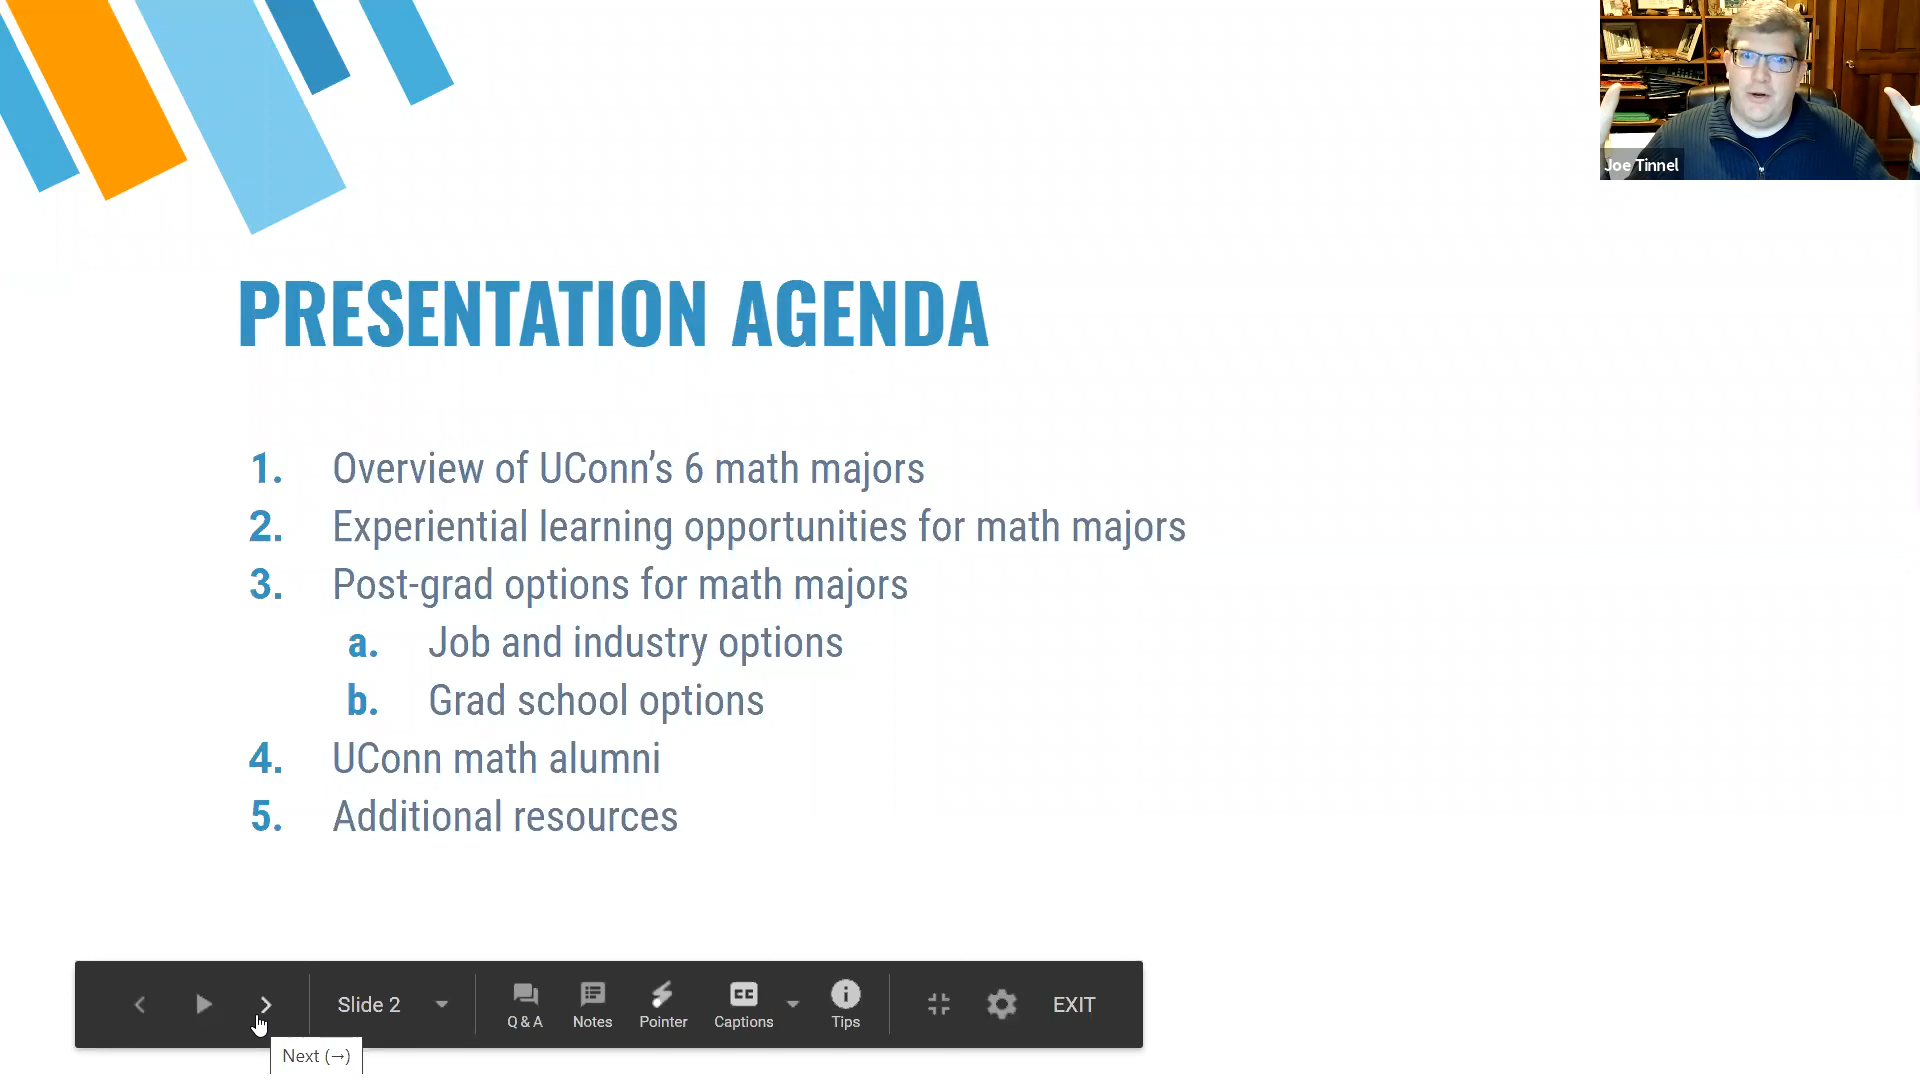 Joe Tinnel
PRESENTATION AGENDA
1. Overview of UConn's 6 math majors
2. Experiential learning opportunities for math majors
3. Post-grad options for math majors
a. Job and industry options
b. Grad school options
4. UConn math alumni
5. Additional resources
Slide 2
Q & A
Notes
Pointer
CC
Captions
Tips
EXIT
Next (→)